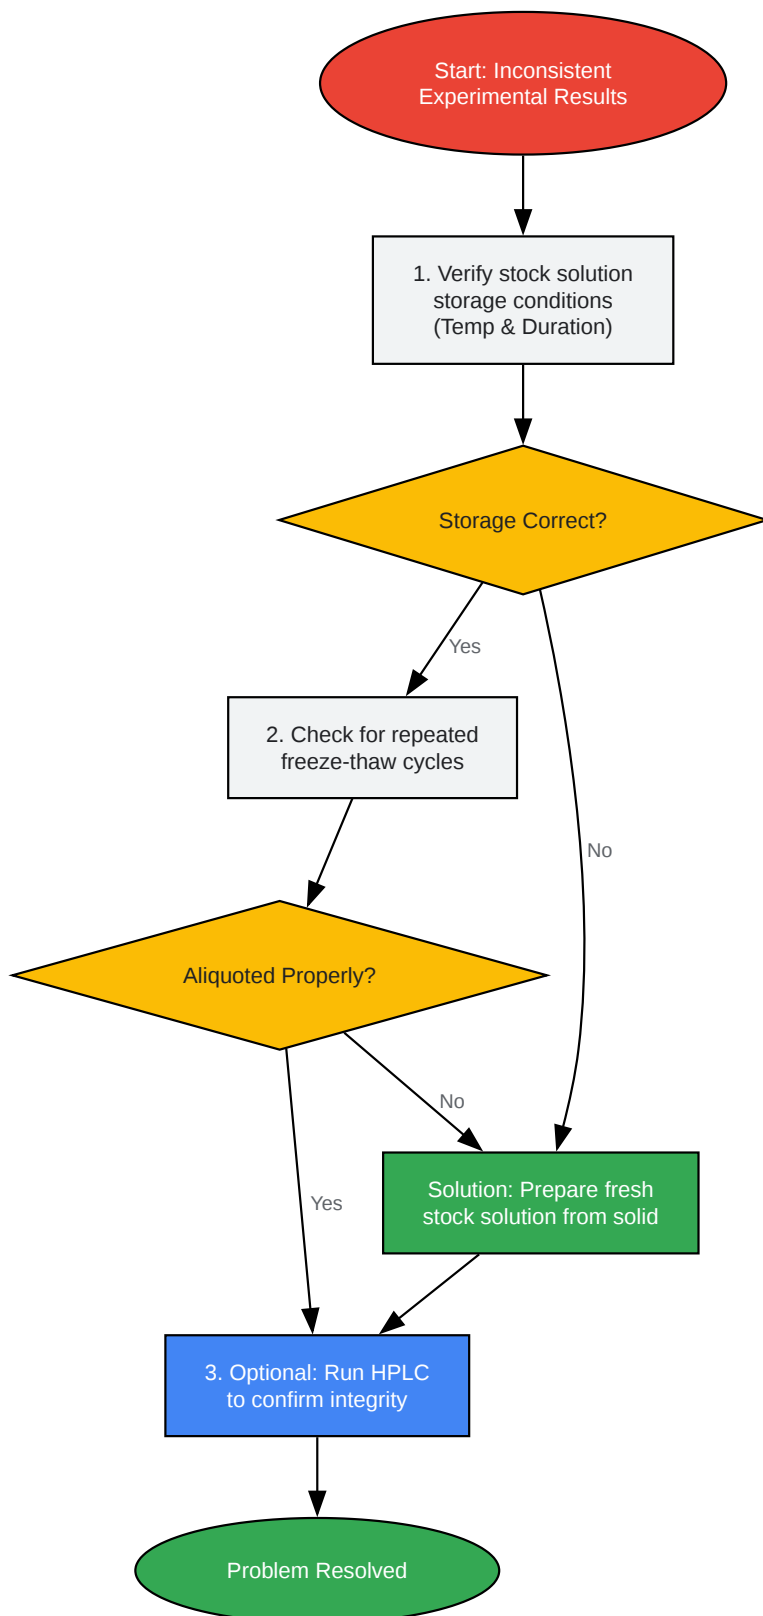 Start: Inconsistent
Experimental Results
1. Verify stock solution
storage conditions
(Temp & Duration)
Storage Correct?
Yes
2. Check for repeated
freeze-thaw cycles
No
Aliquoted Properly?
No
Solution: Prepare fresh
stock solution from solid
Yes
3. Optional: Run HPLC
to confirm integrity
Problem Resolved